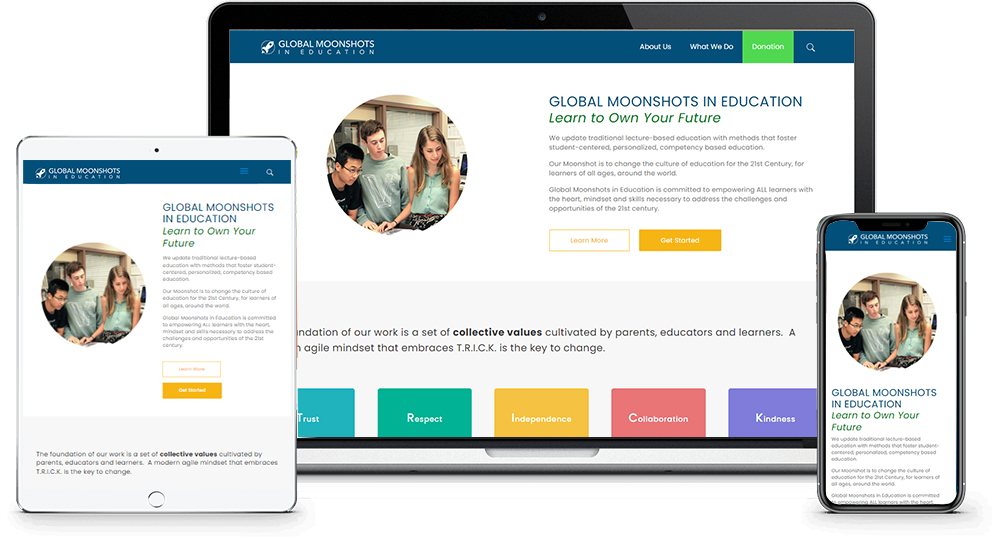 GLOBAL MOONSHOTS
IN EDUCATION
About Us What We Do Donation
GLOBAL MOONSHOTS IN EDUCATION
Learn to Own Your Future
We update traditional lecture-based education with methods that foster
student-centered, personalized, competency based education.
Our Moonshot is to change the culture of education for the 21st Century, for
learners of all ages, around the world.
Global Moonshots in Education is committed to empowering ALL learners with
the heart, mindset and skills necessary to address the challenges and
opportunities of the 21st century.
Learn More Get Started
undation of our work is a set of collective values cultivated by parents, educators and learners. A
agile mindset that embraces T.R.I.C.K. is the key to change.
Trust Respect Independence Collaboration Kindness
GLOBAL MOONSHOTS
IN EDUCATION
GLOBAL MOONSHOTS
IN EDUCATION
Learn to Own Your
Future
We update traditional lecture-based
education with methods that foster student-
centered, personalized, competency based
education.
Our Moonshot is to change the culture of
education for the 21st Century, for learners of
all ages, around the world.
Global Moonshots in Education is committed
to empowering ALL learners with the heart,
mindset and skills necessary to address the
challenges and opportunities of the 21st
century.
Learn More
Get Started
The foundation of our work is a set of collective values cultivated by
parents, educators and learners. A modern agile mindset that embraces
T.R.I.C.K. is the key to change.
GLOBAL MOONSHOTS
IN EDUCATION
GLOBAL MOONSHOTS
IN EDUCATION
Learn to Own Your
Future
We update traditional lecture-based
education with methods that foster student-
centered, personalized, competency based
education.
Our Moonshot is to change the culture of
education for the 21st Century, for learners of
all ages, around the world.
Global Moonshots in Education is committed
to empowering ALL learners with the heart,